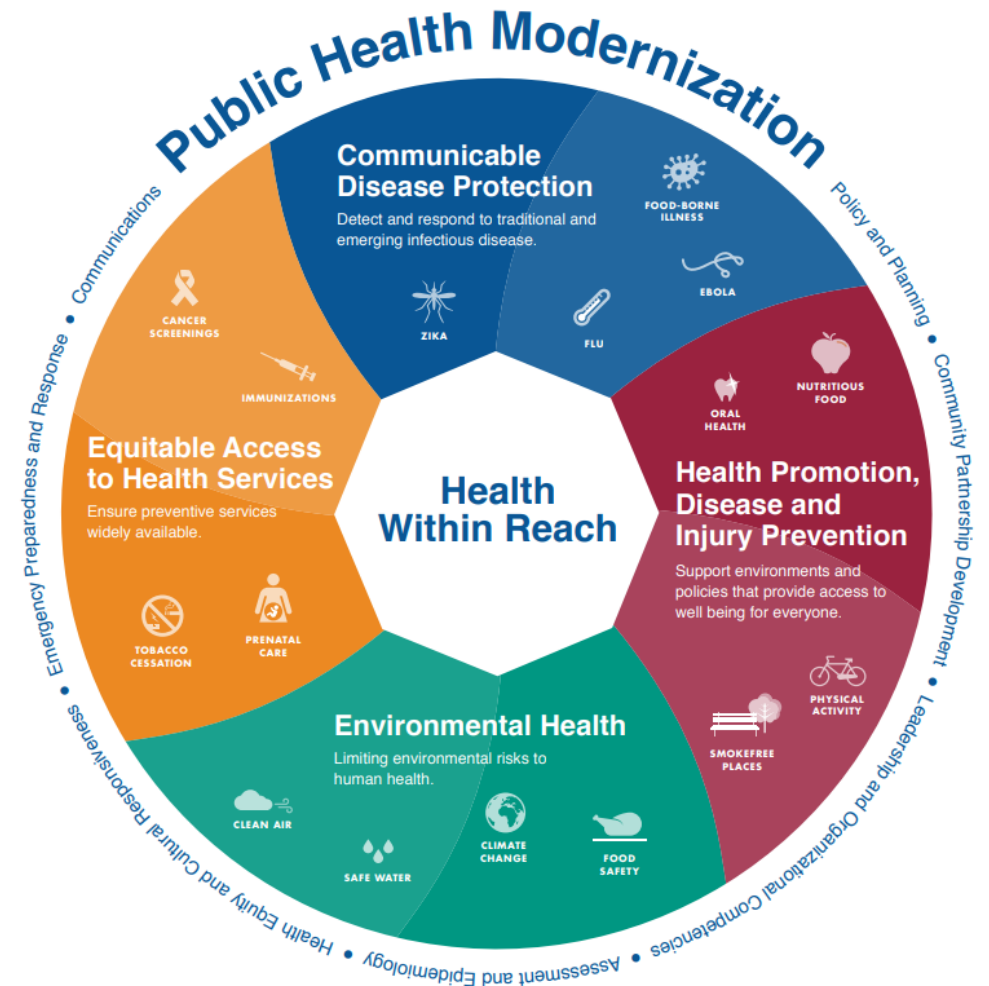 Public Health Modernization
Communicable
Disease Protection
Detect and respond to traditional and
emerging infectious disease.
ZIKA
FLU
FOOD-BORNE
ILLNESS
EBOLA
ORAL
HEALTH
NUTRITIOUS
FOOD
Health Promotion,
Disease and
Injury Prevention
Support environments and
policies that provide access to
well being for everyone.
PHYSICAL
ACTIVITY
SMOKEFREE
PLACES
Environmental Health
Limiting environmental risks to
human health.
CLEAN AIR
SAFE WATER
CLIMATE
CHANGE
FOOD
SAFETY
CANCER
SCREENINGS
IMMUNIZATIONS
Equitable Access
to Health Services
Ensure preventive services
widely available.
TOBACCO
CESSATION
PRENATAL
CARE
Health
Within Reach
Policy and Planning • Community Partnership Development • Leadership and Organizational Competencies • Assessment and Epidemiology • Health Equity and Cultural Responsiveness • Emergency Preparedness and Response • Communications